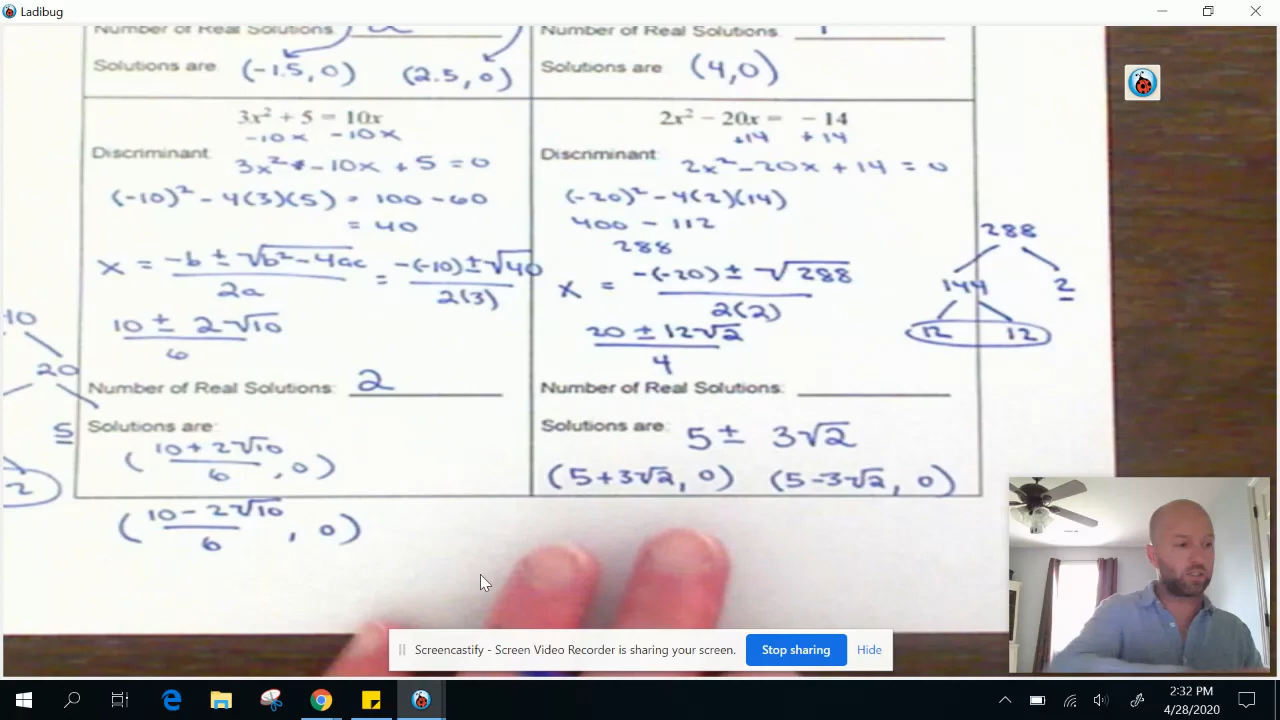 Ladibug
Number of Real Solutions
Solutions are (-1.5, 0) (2.5, 0)
Number of Real Solutions: 1
Solutions are (4,0)
3x² + 5 = 10x
-10x -10x
Discriminant
3x² - 10x + 5 = 0
(-10)² - 4(3)(5) = 100 - 60
= 40
x = -b ± √b² - 4ac / 2a = -(-10) ± √40 / 2(3)
10 ± 2√10 / 6
Number of Real Solutions: 2
Solutions are:
(10 + 2√10 / 6, 0)
(10 - 2√10 / 6, 0)
20
5
2
2x² - 20x = - 14
+14 +14
Discriminant:
2x² - 20x + 14 = 0
(-20)² - 4(2)(14)
400 - 112
288
x = -(-20) ± √288 / 2(2)
20 ± 12√2 / 4
Number of Real Solutions:
Solutions are: 5 ± 3√2
(5+3√2, 0) (5-3√2, 0)
288
144 2
12 12
Screencastify - Screen Video Recorder is sharing your screen. Stop sharing Hide
2:32 PM
4/28/2020